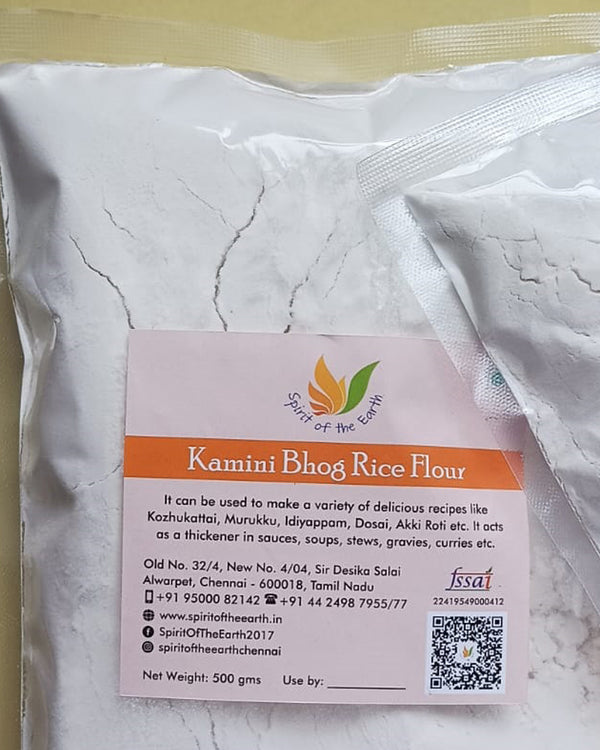 Spirit of the Earth
Kamini Bhog Rice Flour
It can be used to make a variety of delicious recipes like
Kozhukattai, Murukku, Idiyappam, Dosai, Akki Roti etc. It acts
as a thickener in sauces, soups, stews, gravies, curries etc.
Old No. 32/4, New No. 4/04, Sir Desika Salai
Alwarpet, Chennai - 600018, Tamil Nadu
+91 95000 82142 +91 44 2498 7955/77
www.spiritoftheearth.in
SpiritOfTheEarth2017
spiritoftheearthchennai
fssai
22419549000412
Net Weight: 500 gms Use by: ___________